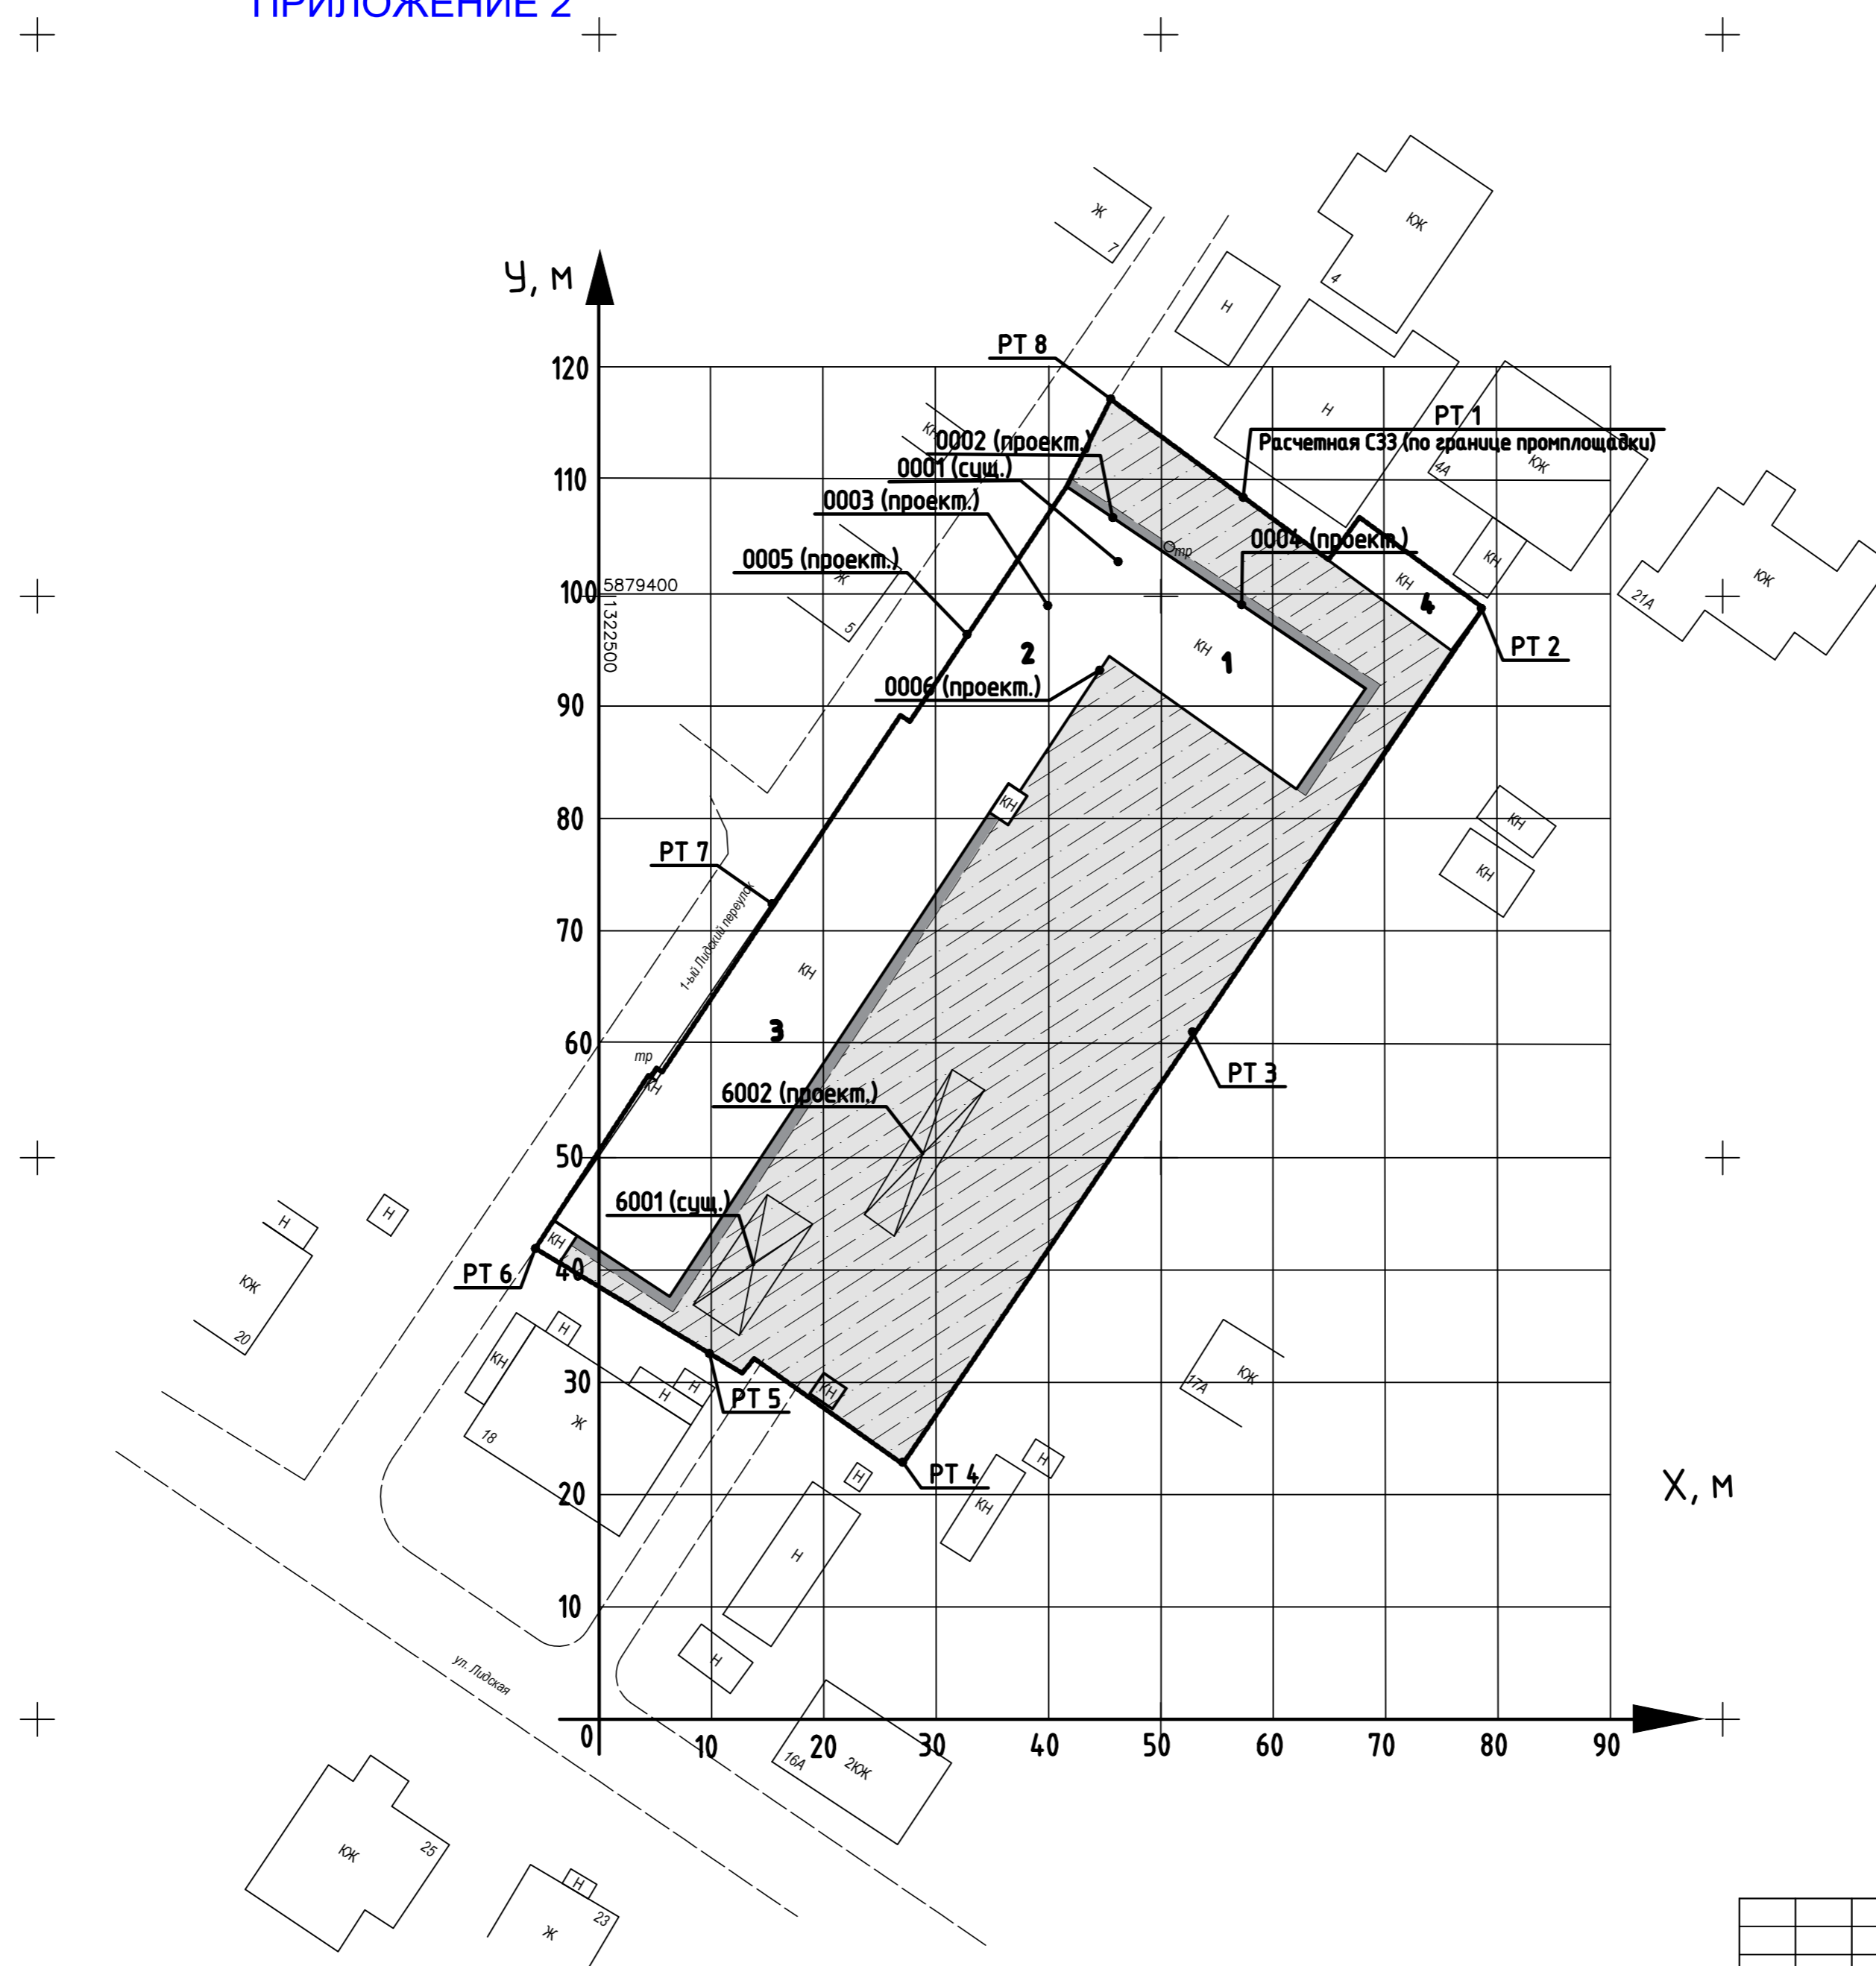 ПРИЛОЖЕНИЕ 2
Ж
7
КЖ
4
Н
У, м
РТ 8
120
Н
РТ 1
Расчетная СЗЗ (по границе промплощадки)
КН
0002 (проект.)
4А
КЖ
0001 (сущ.)
110
0003 (проект.)
0004 (проект.)
тр
0005 (проект.)
КН
КН
КЖ
Ж
5
100
5879400
1322500
4
21А
РТ 2
2
КН
1
0006 (проект.)
90
КН
80
КН
КН
РТ 7
1-ый Лидский переулок
70
КН
3
60
тр
КН
РТ 3
6002 (проект.)
50
6001 (сущ.)
Н
Н
КН
40
РТ 6
КЖ
20
Н
КН
Н
Н
30
КН
РТ 5
Ж
18
17А
КЖ
Н
РТ 4
Н
20
КН
Х, м
Н
10
Н
ул. Лидская
0
10
20
30
40
50
60
70
80
90
16А
2КЖ
КЖ
25
Н
23
Ж